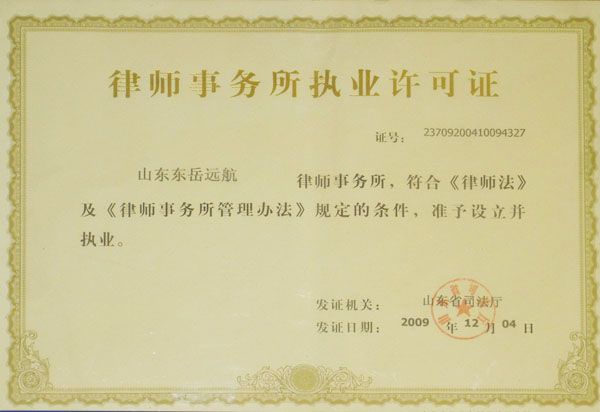 律师事务所执业许可证
证号： 23709200410094327
山东东岳远航 律师事务所，符合《律师法》
及《律师事务所管理办法》规定的条件，准予设立并
执业。
发证机关： 山东省司法厅
发证日期： 2009 年 12 月 04 日